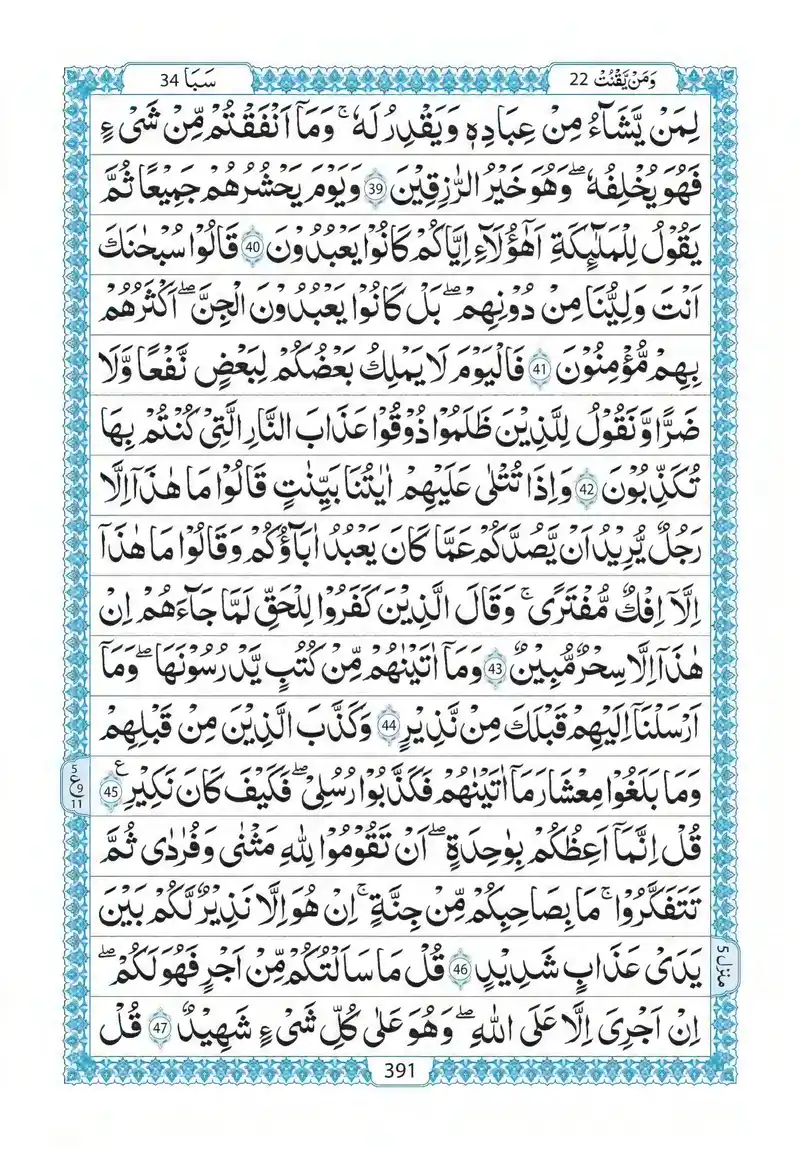 وَمَنْ يَّقْنُتْ 22
سَبَا 34
لِمَنْ يَّشَآءُ مِنْ عِبَادِهٖ وَيَقْدِرُ لَهٗ ۚ وَمَآ اَنْفَقْتُمْ مِّنْ شَىْءٍ
فَهُوَ يُخْلِفُهٗ ۖ وَهُوَ خَيْرُ الرّٰزِقِيْنَ 39 وَيَوْمَ يَحْشُرُهُمْ جَمِيْعًا ثُمَّ
يَقُوْلُ لِلْمَلٰٓئِكَةِ اَهٰٓؤُلَآءِ اِيَّاكُمْ كَانُوْا يَعْبُدُوْنَ 40 قَالُوْا سُبْحٰنَكَ
اَنْتَ وَلِيُّنَا مِنْ دُوْنِهِمْ ۖ بَلْ كَانُوْا يَعْبُدُوْنَ الْجِنَّ ۖ اَكْثَرُهُمْ
بِهِمْ مُّؤْمِنُوْنَ 41 فَالْيَوْمَ لَا يَمْلِكُ بَعْضُكُمْ لِبَعْضٍ نَّفْعًا وَّلَا
ضَرًّا وَّنَقُوْلُ لِلَّذِيْنَ ظَلَمُوْا ذُوْقُوْا عَذَابَ النَّارِ الَّتِىْ كُنْتُمْ بِهَا
تُكَذِّبُوْنَ 42 وَاِذَا تُتْلٰى عَلَيْهِمْ اٰيٰتُنَا بَيِّنٰتٍ قَالُوْا مَا هٰذَآ اِلَّا
رَجُلٌ يُّرِيْدُ اَنْ يَّصُدَّكُمْ عَمَّا كَانَ يَعْبُدُ اٰبَآؤُكُمْ وَقَالُوْا مَا هٰذَآ
اِلَّآ اِفْكٌ مُّفْتَرًى ۚ وَقَالَ الَّذِيْنَ كَفَرُوْا لِلْحَقِّ لَمَّا جَآءَهُمْ اِنْ
هٰذَآ اِلَّا سِحْرٌ مُّبِيْنٌ 43 وَمَآ اٰتَيْنٰهُمْ مِّنْ كُتُبٍ يَّدْرُسُوْنَهَا ۖ وَمَآ
اَرْسَلْنَآ اِلَيْهِمْ قَبْلَكَ مِنْ نَّذِيْرٍ 44 وَكَذَّبَ الَّذِيْنَ مِنْ قَبْلِهِمْ
وَمَا بَلَغُوْا مِعْشَارَ مَآ اٰتَيْنٰهُمْ فَكَذَّبُوْا رُسُلِىْ ۖ فَكَيْفَ كَانَ نَكِيْرِ 45 ع
5 ع 9 11
قُلْ اِنَّمَآ اَعِظُكُمْ بِوٰحِدَةٍ ۖ اَنْ تَقُوْمُوْا لِلّٰهِ مَثْنٰى وَفُرٰدٰى ثُمَّ
تَتَفَكَّرُوْا ۚ مَا بِصَاحِبِكُمْ مِّنْ جِنَّةٍ ۚ اِنْ هُوَ اِلَّا نَذِيْرٌ لَّكُمْ بَيْنَ
يَدَىْ عَذَابٍ شَدِيْدٍ 46 قُلْ مَا سَاَلْتُكُمْ مِّنْ اَجْرٍ فَهُوَ لَكُمْ ۖ
منزل 5
اِنْ اَجْرِىَ اِلَّا عَلَى اللّٰهِ ۖ وَهُوَ عَلٰى كُلِّ شَىْءٍ شَهِيْدٌ 47 قُلْ
391